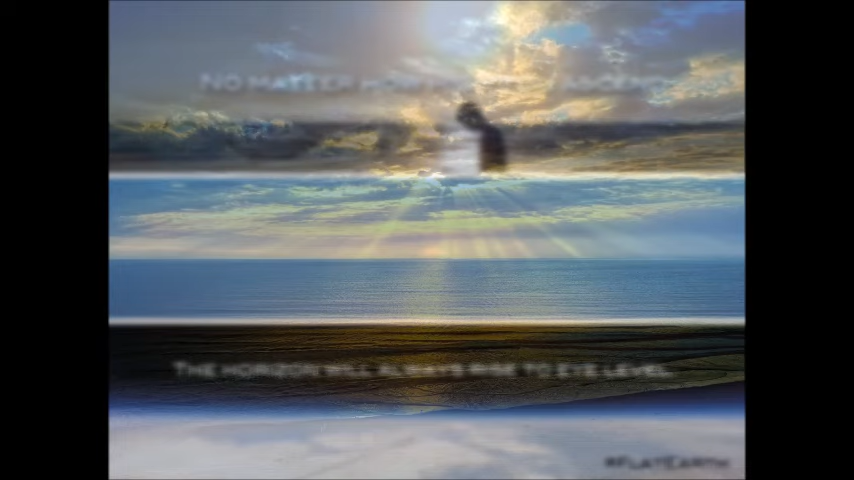 NO MATTER HOW
THE HORIZON WILL ALWAYS RISE TO EYE LEVEL
#FLATEARTH